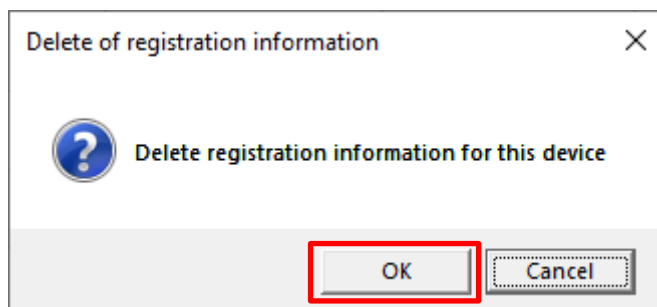 Delete of registration information
Delete registration information for this device
OK
Cancel